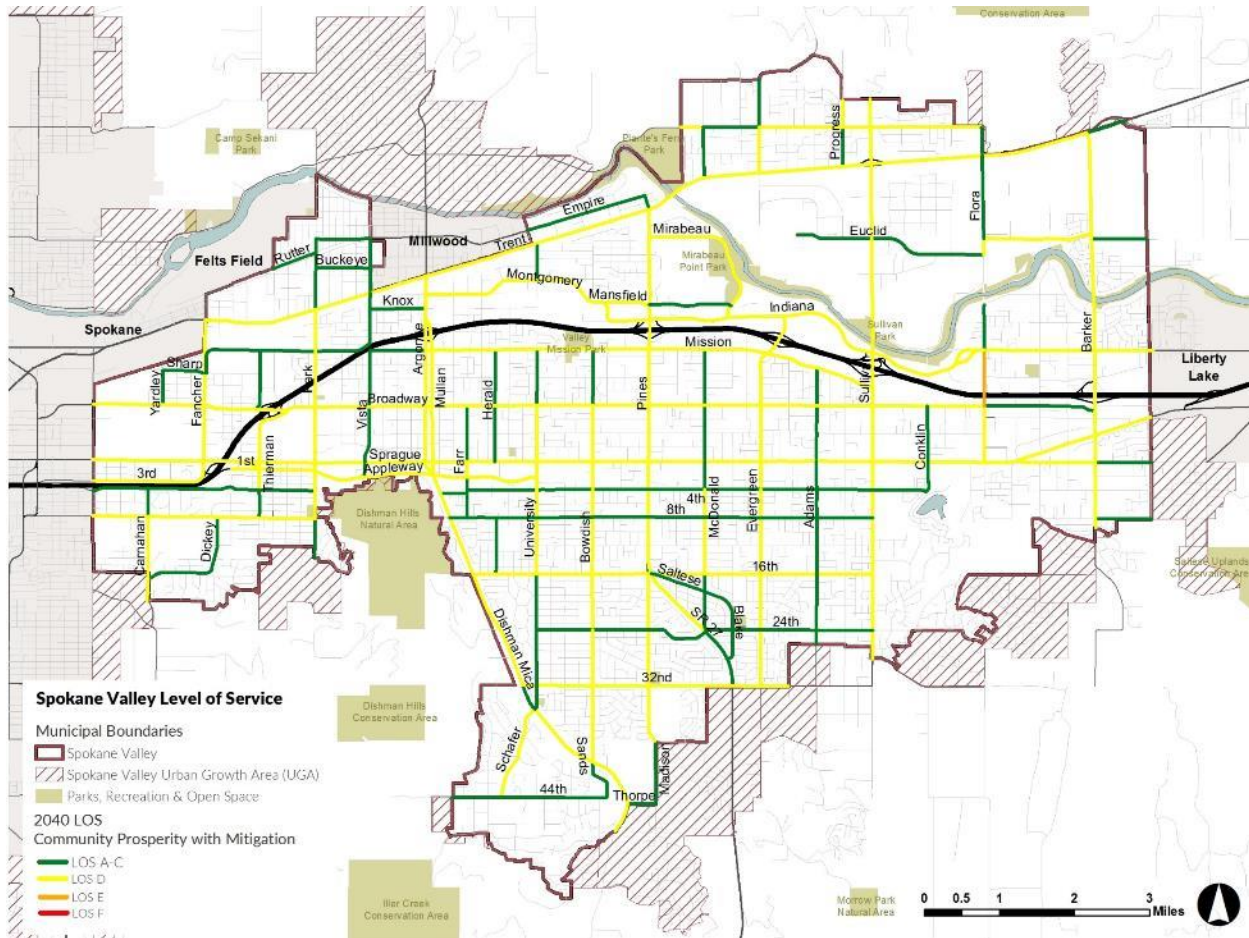 Conservation Area
Camp Sekani
Park
Plante's Ferry
Park
Progress
Empire
Flora
Rutter
Millwood
Trent
Mirabeau
Euclid
Felts Field
Buckeye
Montgomery
Mirabeau
Point Park
Mansfield
Knox
Indiana
Spokane
Argonne
Valley
Mission Park
Mission
Sullivan
Park
Barker
Sharp
Liberty
Lake
Yardley
Fancher
Park
Vista
Broadway
Mullan
Herald
Pines
Sullivan
Thierman
1st
Sprague
Appleway
Farr
Conklin
3rd
4th
8th
Dishman Hills
Natural Area
University
Bowdish
McDonald
Evergreen
Adams
Carnahan
Dickey
16th
Saltese
Saltese Uplands
Conservation Area
SR 27
Blake
24th
Dishman Mica
32nd
Dishman Hills
Conservation Area
Schafer
Sands
Madison
44th
Thorpe
Iller Creek
Conservation Area
Morrow Park
Natural Area
Spokane Valley Level of Service
Municipal Boundaries
Spokane Valley
Spokane Valley Urban Growth Area (UGA)
Parks, Recreation & Open Space
2040 LOS
Community Prosperity with Mitigation
LOS A-C
LOS D
LOS E
LOS F
0 0.5 1 2 3
Miles